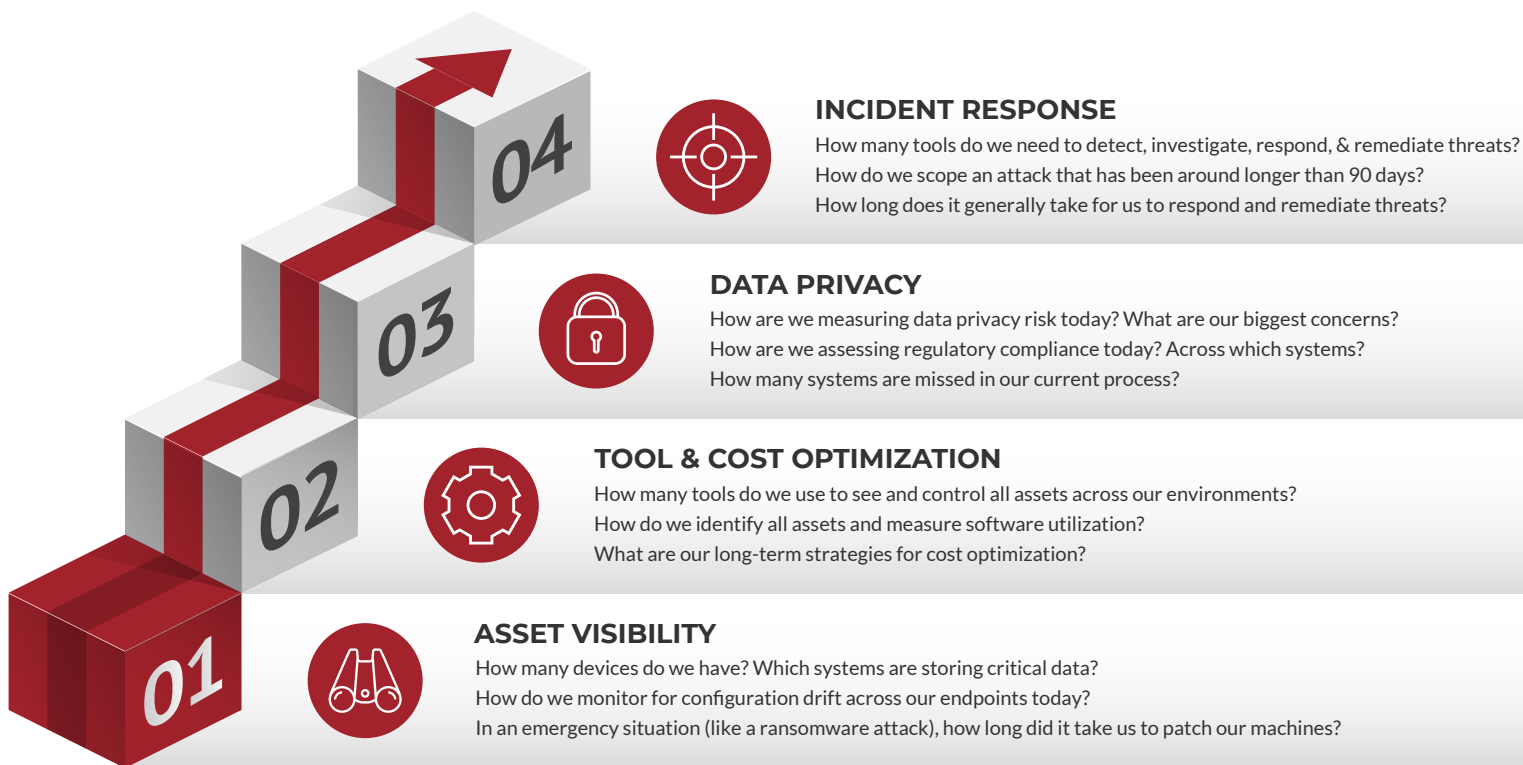 04
INCIDENT RESPONSE
How many tools do we need to detect, investigate, respond, & remediate threats?
How do we scope an attack that has been around longer than 90 days?
How long does it generally take for us to respond and remediate threats?
03
DATA PRIVACY
How are we measuring data privacy risk today? What are our biggest concerns?
How are we assessing regulatory compliance today? Across which systems?
How many systems are missed in our current process?
02
TOOL & COST OPTIMIZATION
How many tools do we use to see and control all assets across our environments?
How do we identify all assets and measure software utilization?
What are our long-term strategies for cost optimization?
01
ASSET VISIBILITY
How many devices do we have? Which systems are storing critical data?
How do we monitor for configuration drift across our endpoints today?
In an emergency situation (like a ransomware attack), how long did it take us to patch our machines?